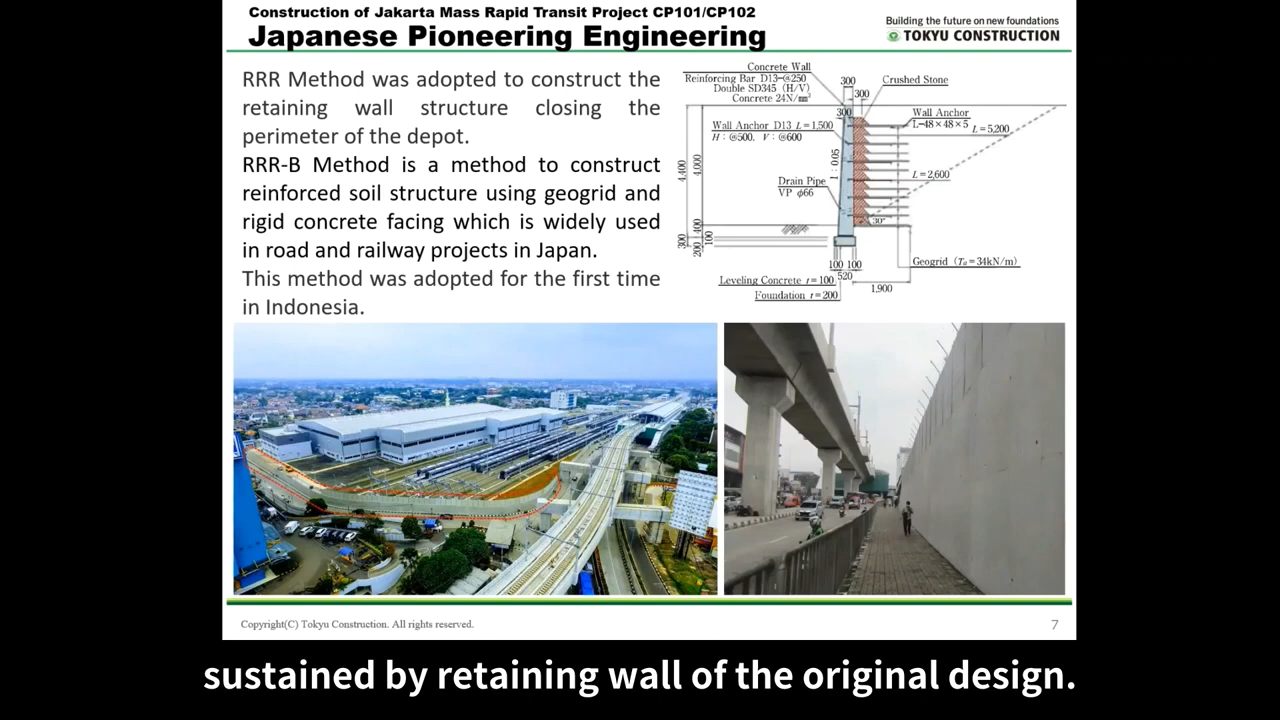 Construction of Jakarta Mass Rapid Transit Project CP101/CP102
Japanese Pioneering Engineering
Building the future on new foundations
TOKYU CONSTRUCTION
RRR Method was adopted to construct the
retaining wall structure closing the
perimeter of the depot.
RRR-B Method is a method to construct
reinforced soil structure using geogrid and
rigid concrete facing which is widely used
in road and railway projects in Japan.
This method was adopted for the first time
in Indonesia.
Concrete Wall
Reinforcing Bar D13-@250
Double SD345 (H/V)
Concrete 24N/mm²
300
300
300
Crushed Stone
Wall Anchor
L-48×48×5
L=5,200
Wall Anchor D13 L=1,500
H:@500, V:@600
4,400
4,000
1:0.05
Drain Pipe
VP φ66
L=2,600
30°
400
300
200
100
100 100
520
Geogrid (Ta=34kN/m)
Leveling Concrete t=100
1,900
Foundation t=200
Copyright(C) Tokyu Construction. All rights reserved.
7
sustained by retaining wall of the original design.